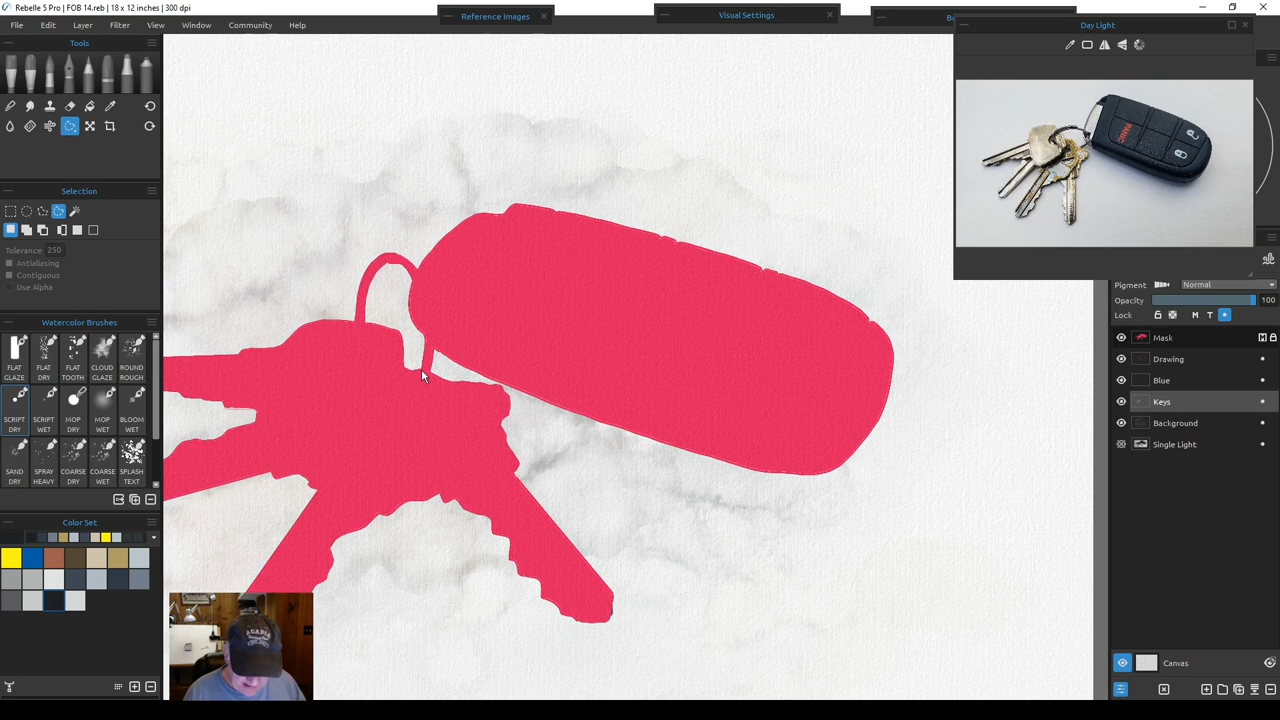 Rebelle 5 Pro | FOB 14.reb | 18 x 12 inches | 300 dpi
File Edit Layer Filter View Window Community Help
Reference Images
Visual Settings
Day Light
Tools
Selection
Tolerance 250
Antialiasing
Contiguous
Use Alpha
Watercolor Brushes
FLAT GLAZE
FLAT DRY
FLAT TOOTH
CLOUD GLAZE
ROUND ROUGH
SCRIPT DRY
SCRIPT WET
MOP DRY
MOP WET
BLOOM WET
SAND DRY
SPRAY HEAVY
COARSE DRY
COARSE WET
SPLASH TEXT
Color Set
PANIC
ACADIA
Pigment Normal
Opacity 100
Lock M T
Mask
Drawing
Blue
Keys
Background
Single Light
Canvas